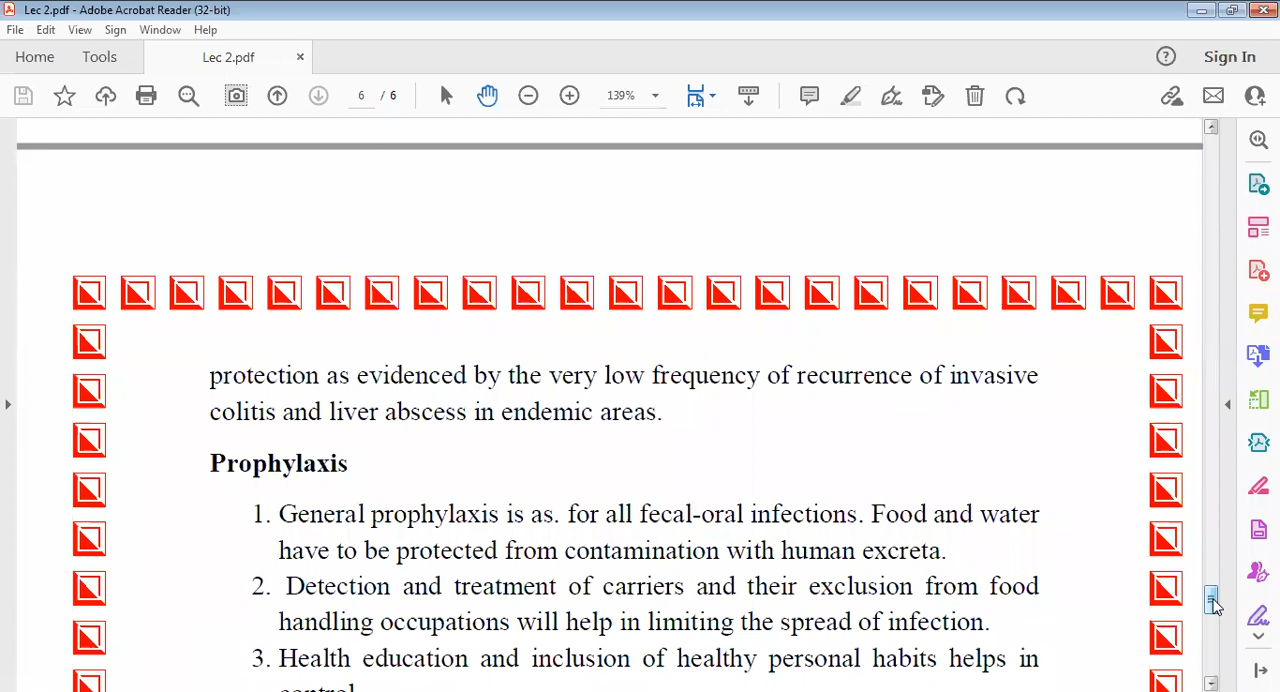 Lec 2.pdf - Adobe Acrobat Reader (32-bit)
File Edit View Sign Window Help
Home Tools Lec 2.pdf × Sign In
6 / 6 139%
protection as evidenced by the very low frequency of recurrence of invasive
colitis and liver abscess in endemic areas.
Prophylaxis
1. General prophylaxis is as. for all fecal-oral infections. Food and water
have to be protected from contamination with human excreta.
2. Detection and treatment of carriers and their exclusion from food
handling occupations will help in limiting the spread of infection.
3. Health education and inclusion of healthy personal habits helps in